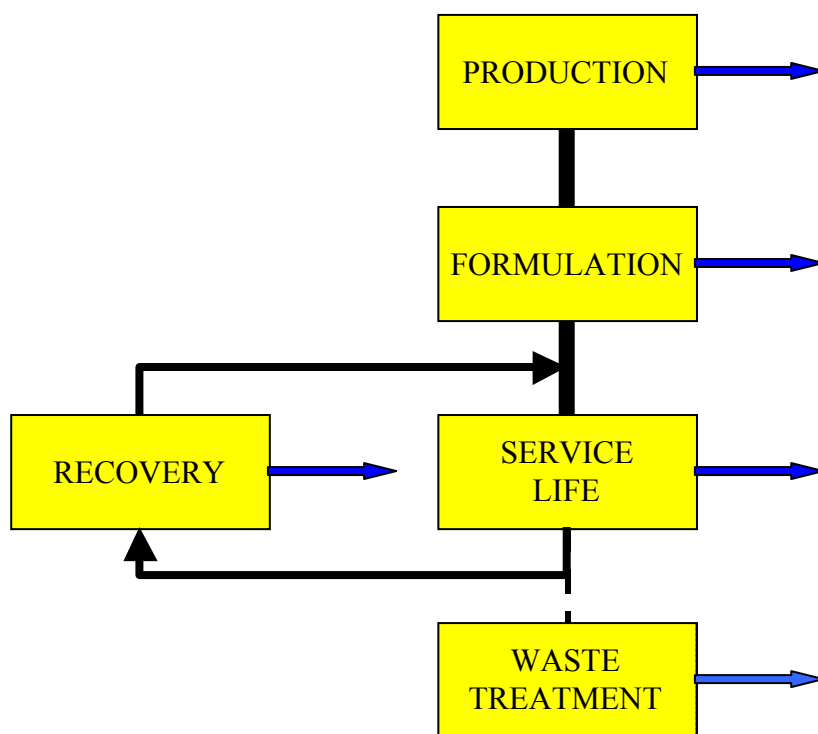 PRODUCTION
FORMULATION
RECOVERY
SERVICE
LIFE
WASTE
TREATMENT